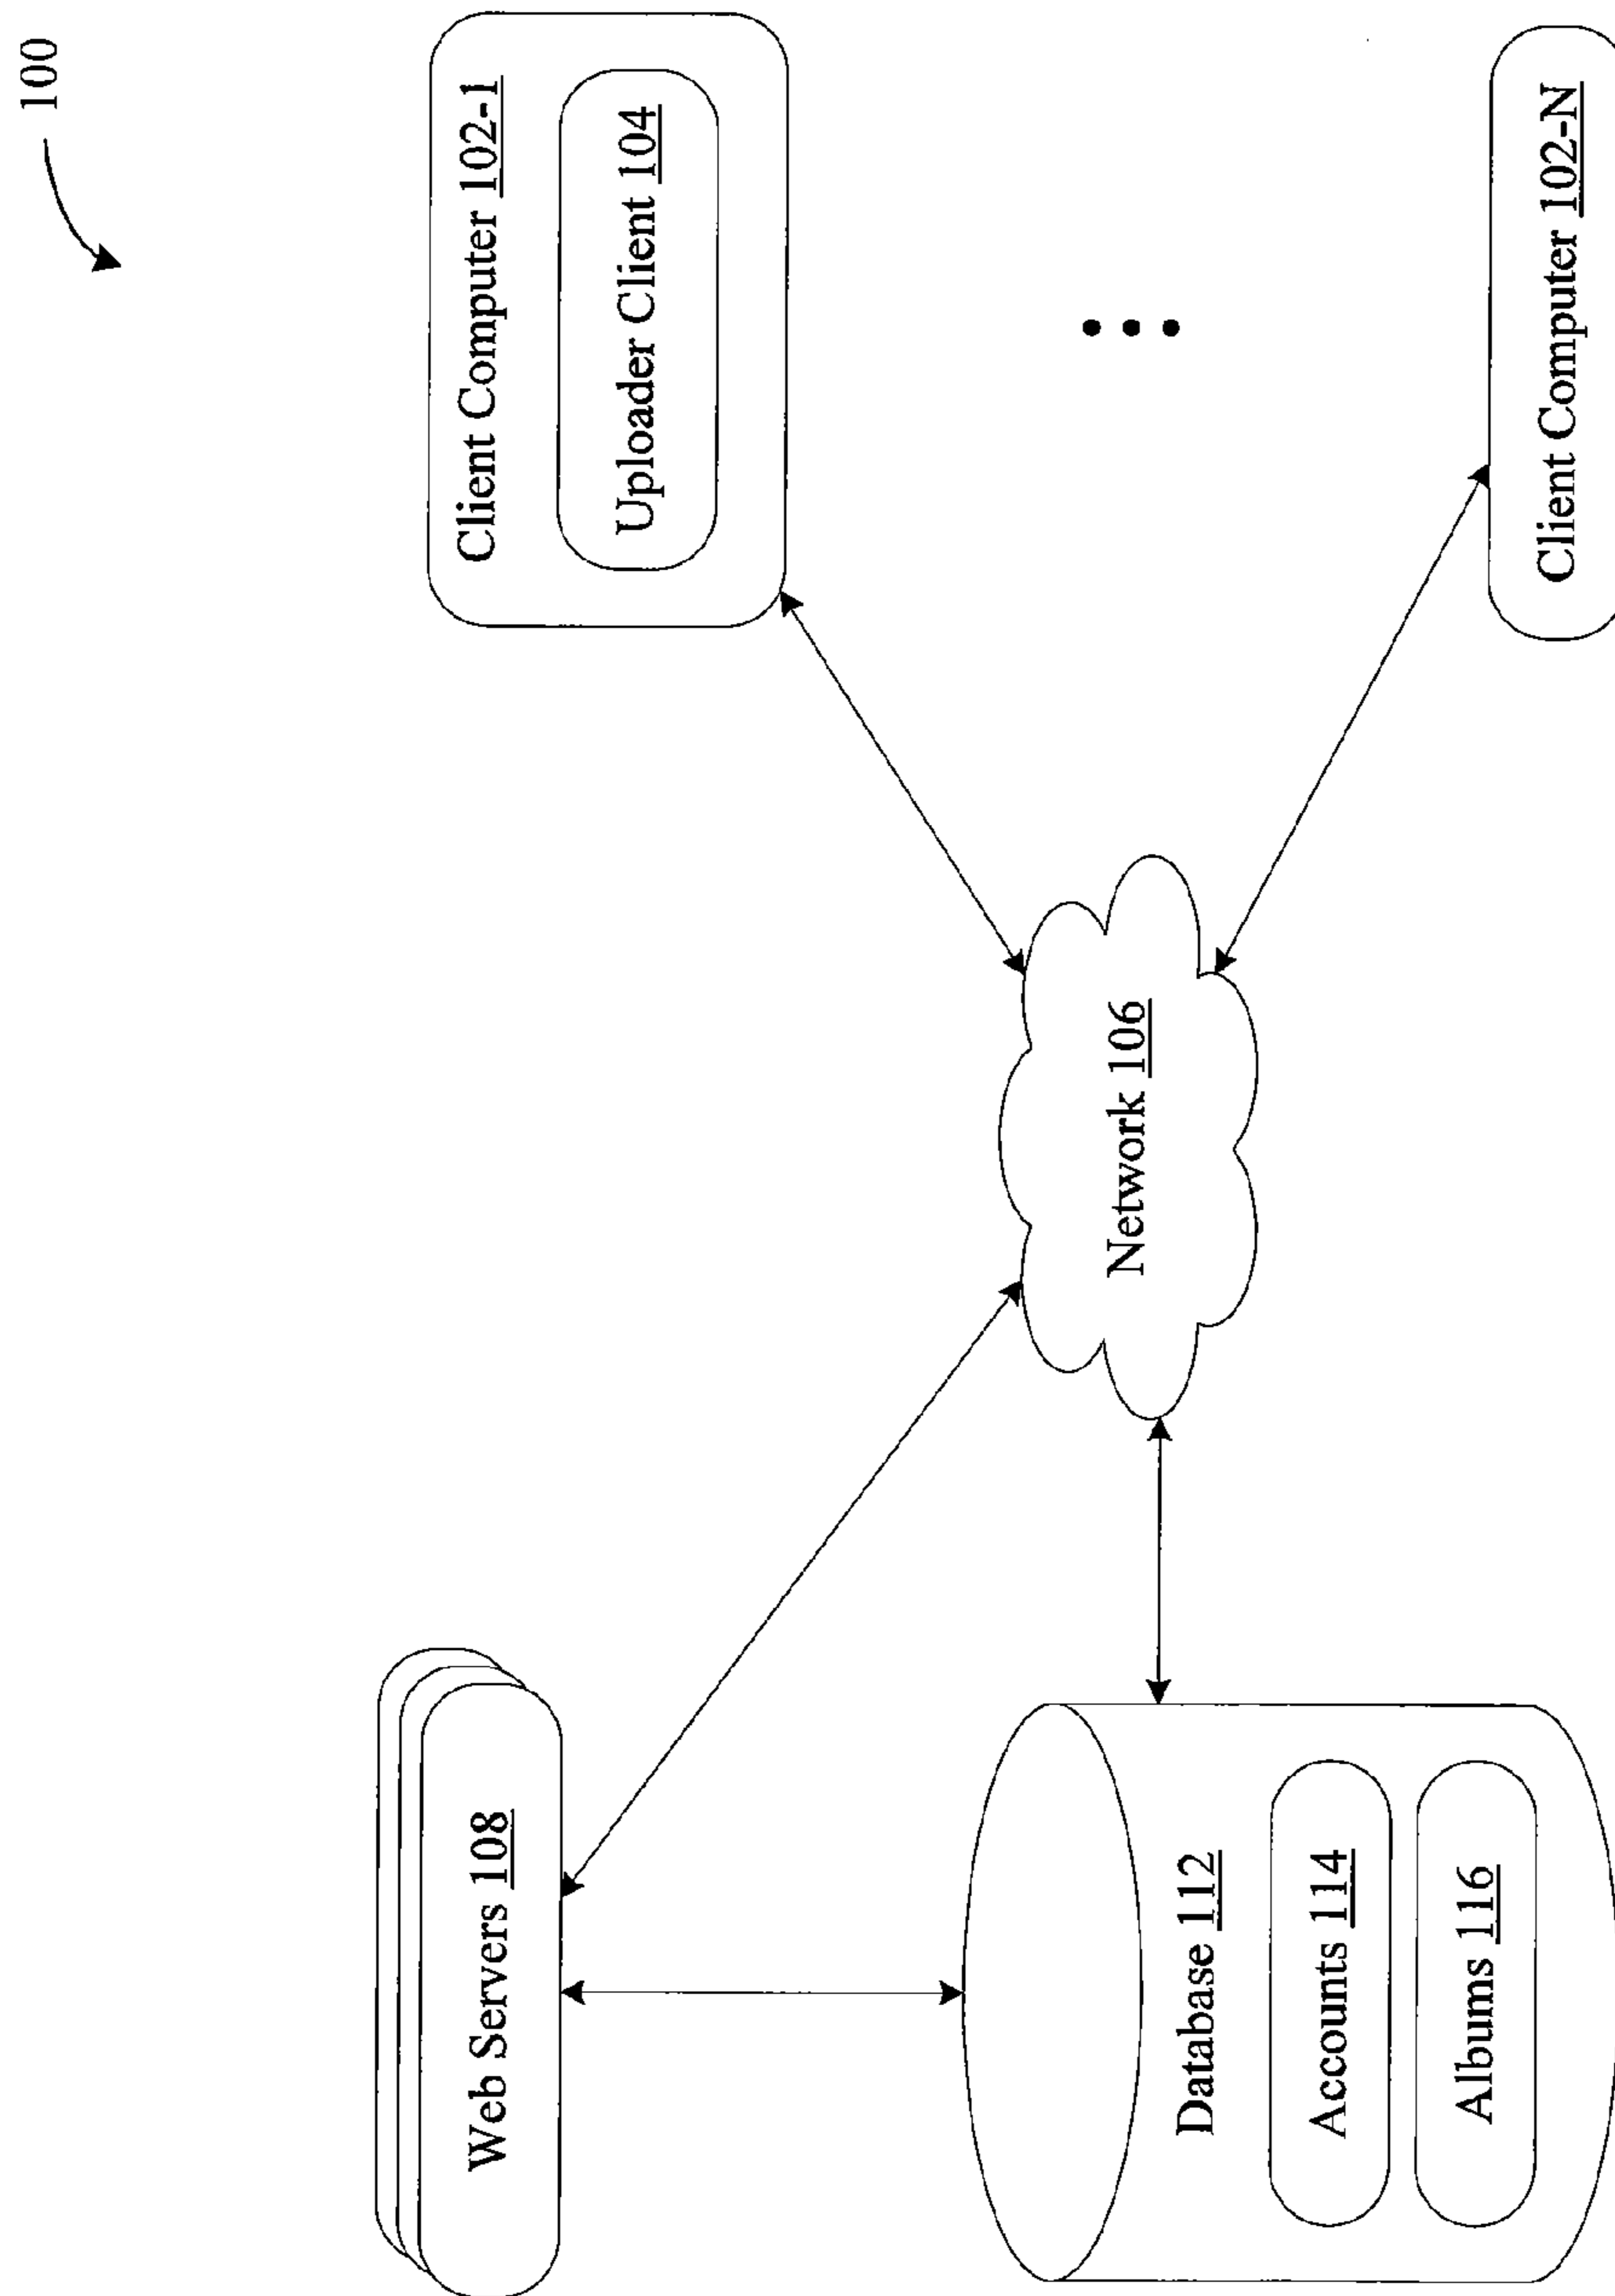 100
Web Servers 108
Client Computer 102-1
Uploader Client 104
Network 106
Database 112
Accounts 114
Albums 116
Client Computer 102-N